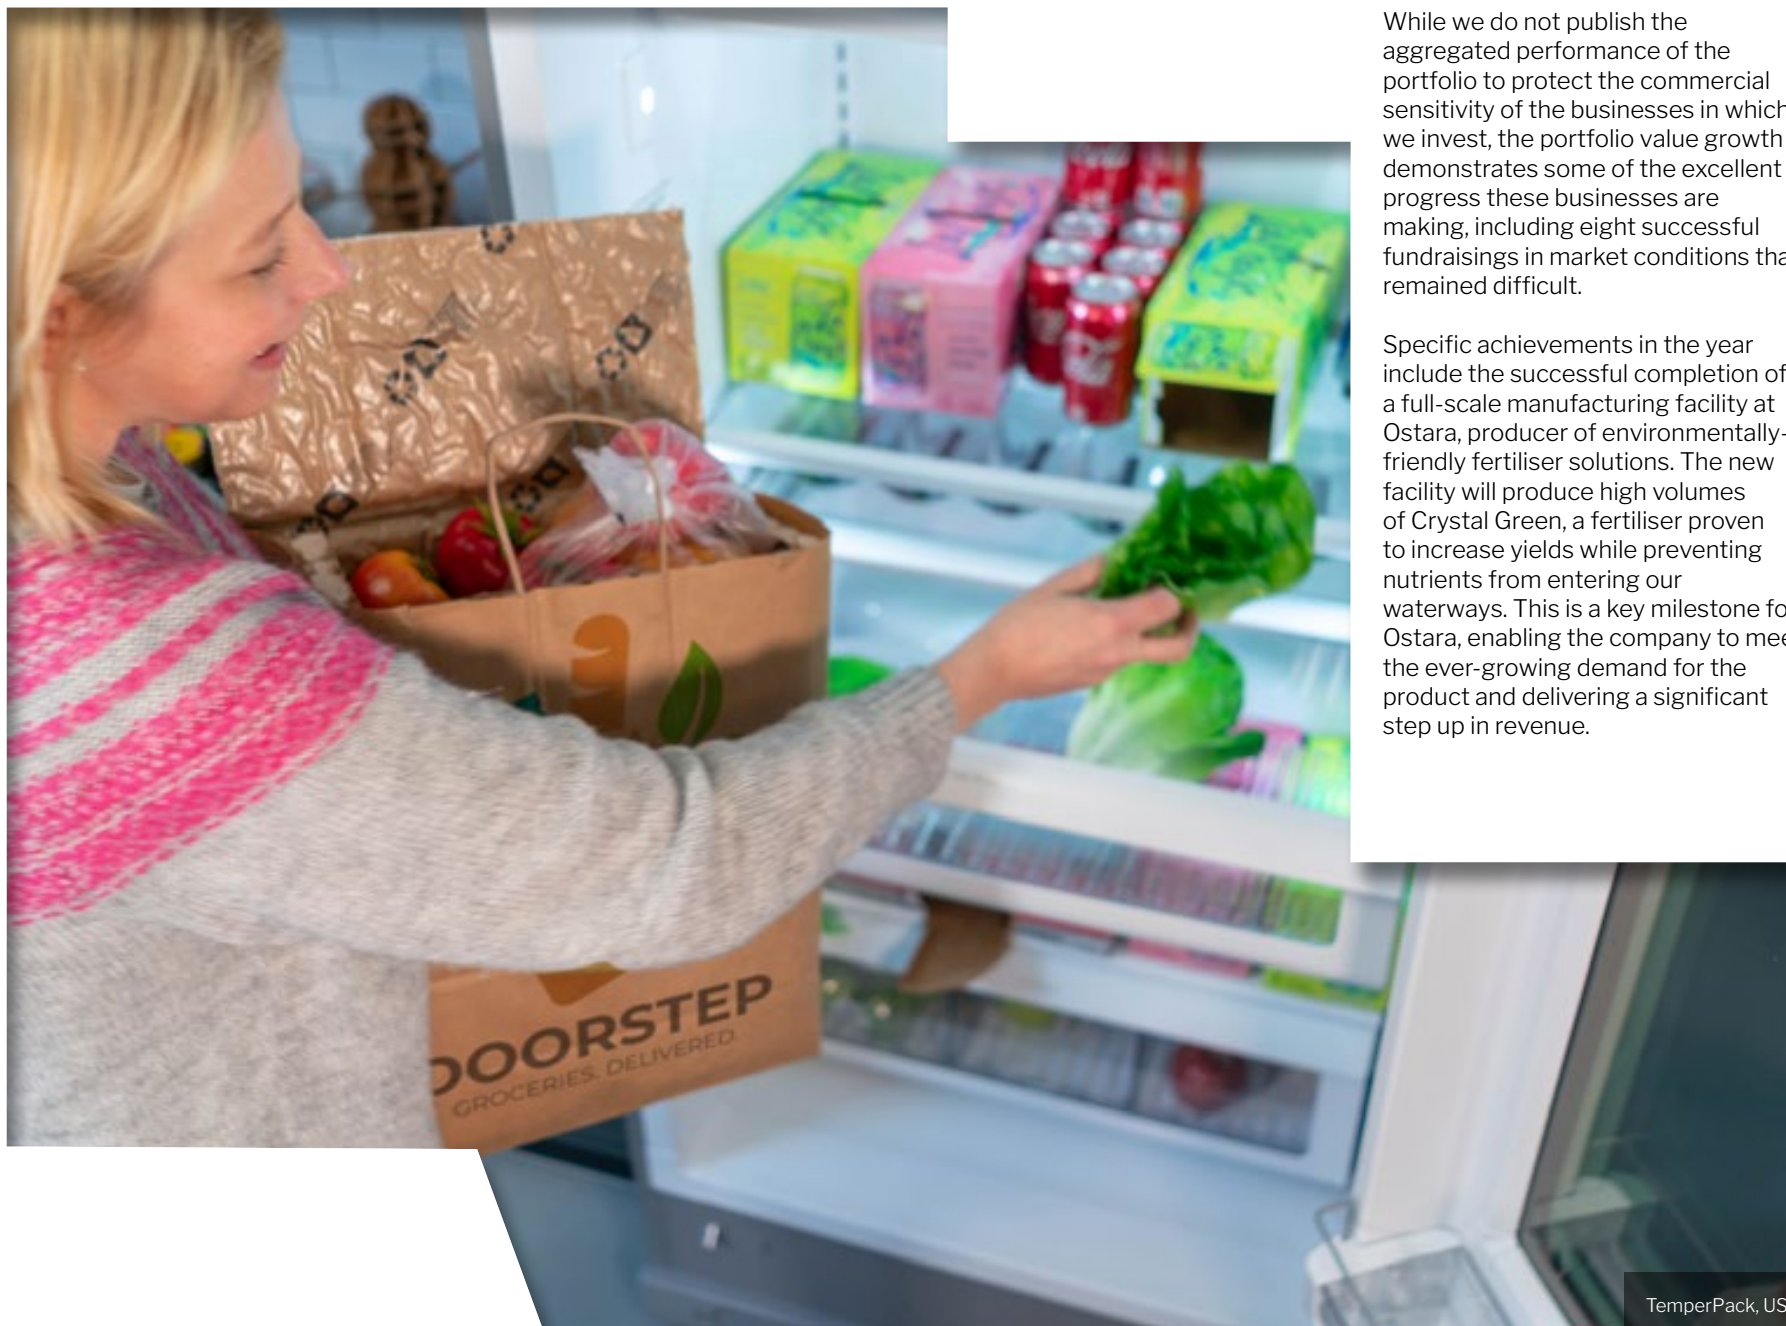 While we do not publish the
aggregated performance of the
portfolio to protect the commercial
sensitivity of the businesses in which
we invest, the portfolio value growth
demonstrates some of the excellent
progress these businesses are
making, including eight successful
fundraisings in market conditions tha
remained difficult.
Specific achievements in the year
include the successful completion of
a full-scale manufacturing facility at
Ostara, producer of environmentally-
friendly fertiliser solutions. The new
facility will produce high volumes
of Crystal Green, a fertiliser proven
to increase yields while preventing
nutrients from entering our
waterways. This is a key milestone fo
Ostara, enabling the company to mee
the ever-growing demand for the
product and delivering a significant
step up in revenue.
DOORSTEP
GROCERIES. DELIVERED.
TemperPack, US